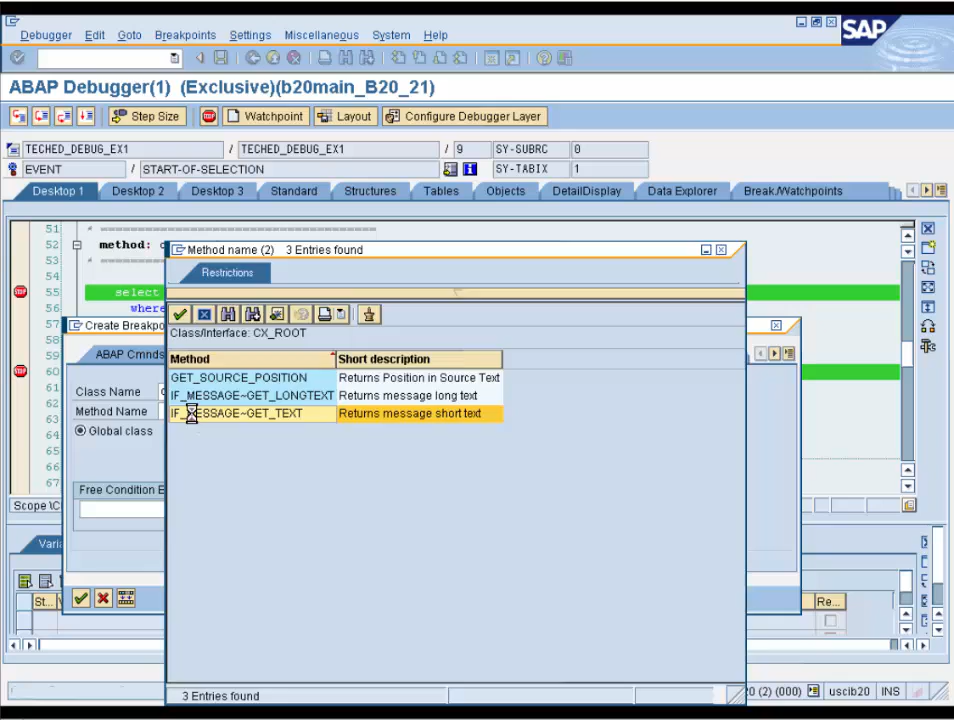 Debugger Edit Goto Breakpoints Settings Miscellaneous System Help
SAP
ABAP Debugger(1) (Exclusive)(b20main_B20_21)
Step Size Watchpoint Layout Configure Debugger Layer
TECHED_DEBUG_EX1 / TECHED_DEBUG_EX1 / 9 SY-SUBRC 0
EVENT / START-OF-SELECTION SY-TABIX 1
Desktop 1 Desktop 2 Desktop 3 Standard Structures Tables Objects DetailDisplay Data Explorer Break./Watchpoints
51 * =====================================
52 method:
53 *
54
55 select
56 where
57
58
59
60
61
62
63
64
65
66
67
Scope
Create Breakpo
ABAP Cmnds
Class Name
Method Name
Global class
Free Condition E
Method name (2) 3 Entries found
Restrictions
Class/Interface: CX_ROOT
Method Short description
GET_SOURCE_POSITION Returns Position in Source Text
IF_MESSAGE~GET_LONGTEXT Returns message long text
IF_MESSAGE~GET_TEXT Returns message short text
3 Entries found
Varia
St...
Re...
(2) (000) uscib20 INS